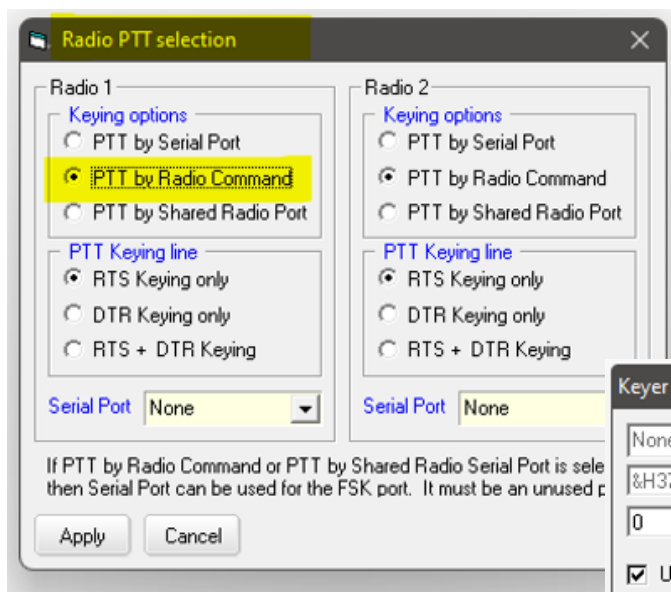 Radio PTT selection
Radio 1
Keying options
PTT by Serial Port
PTT by Radio Command
PTT by Shared Radio Port
PTT Keying line
RTS Keying only
DTR Keying only
RTS + DTR Keying
Serial Port None
Radio 2
Keying options
PTT by Serial Port
PTT by Radio Command
PTT by Shared Radio Port
PTT Keying line
RTS Keying only
DTR Keying only
RTS + DTR Keying
Serial Port None
If PTT by Radio Command or PTT by Shared Radio Serial Port is sele
then Serial Port can be used for the FSK port. It must be an unused p
Apply Cancel
Keyer
None
&H37
0
U